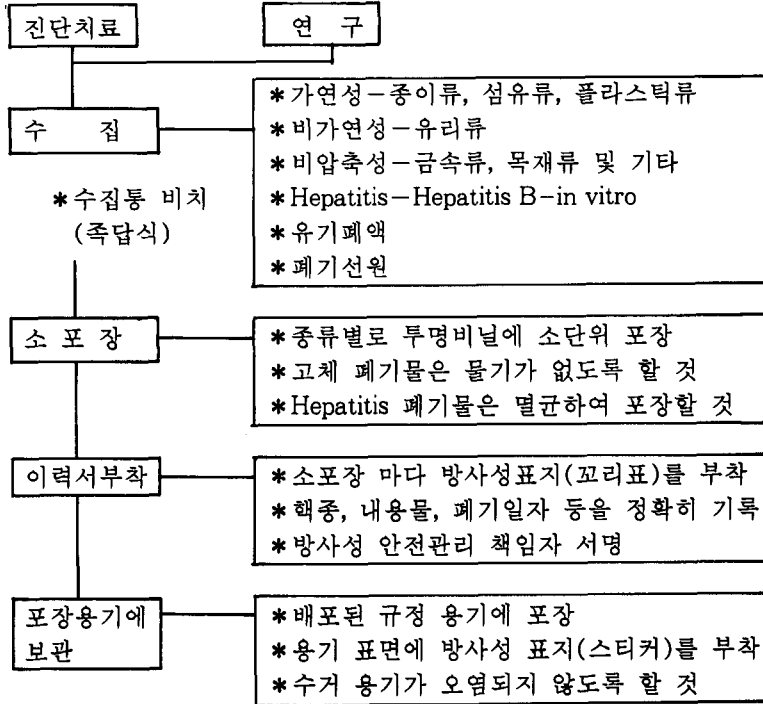 진단치료
연 구
수 집
*가연성-종이류, 섬유류, 플라스틱류
*비가연성-유리류
*비압축성-금속류, 목재류 및 기타
*Hepatitis-Hepatitis B-in vitro
*유기폐액
*폐기선원
*수집통 비치
(족답식)
소 포 장
*종류별로 투명비닐에 소단위 포장
*고체 폐기물은 물기가 없도록 할 것
*Hepatitis 폐기물은 멸균하여 포장할 것
이력서부착
*소포장 마다 방사성표지(꼬리표)를 부착
*핵종, 내용물, 폐기일자 등을 정확히 기록
*방사성 안전관리 책임자 서명
포장용기에
보관
*배포된 규정 용기에 포장
*용기 표면에 방사성 표지(스티커)를 부착
*수거 용기가 오염되지 않도록 할 것